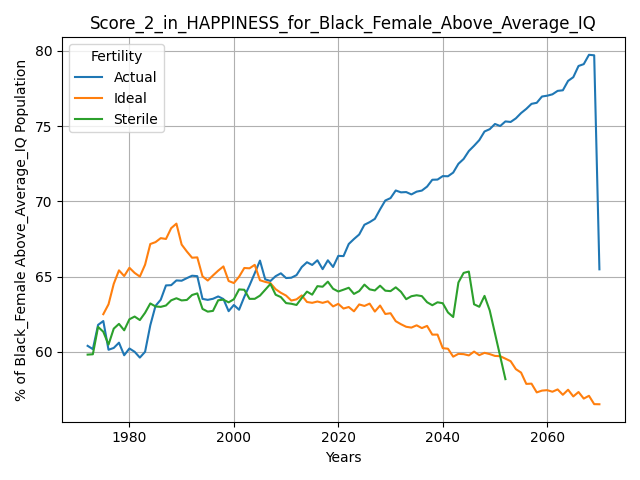 Score_2_in_HAPPINESS_for_Black_Female_Above_Average_IQ
Fertility
Actual
Ideal
Sterile
% of Black_Female Above_Average_IQ Population
80
75
70
65
60
1980
2000
2020
2040
2060
Years